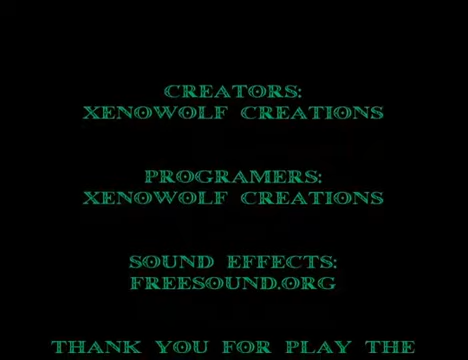 CREATORS:
XENOWOLF CREATIONS
PROGRAMERS:
XENOWOLF CREATIONS
SOUND EFFECTS:
FREESOUND.ORG
THANK YOU FOR PLAY THE